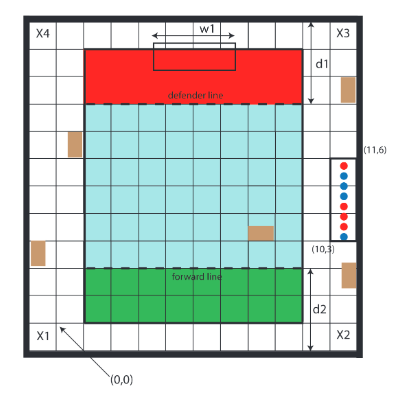 w1
X4
X3
d1
defender line
(11,6)
(10,3)
forward line
d2
X1
X2
(0,0)